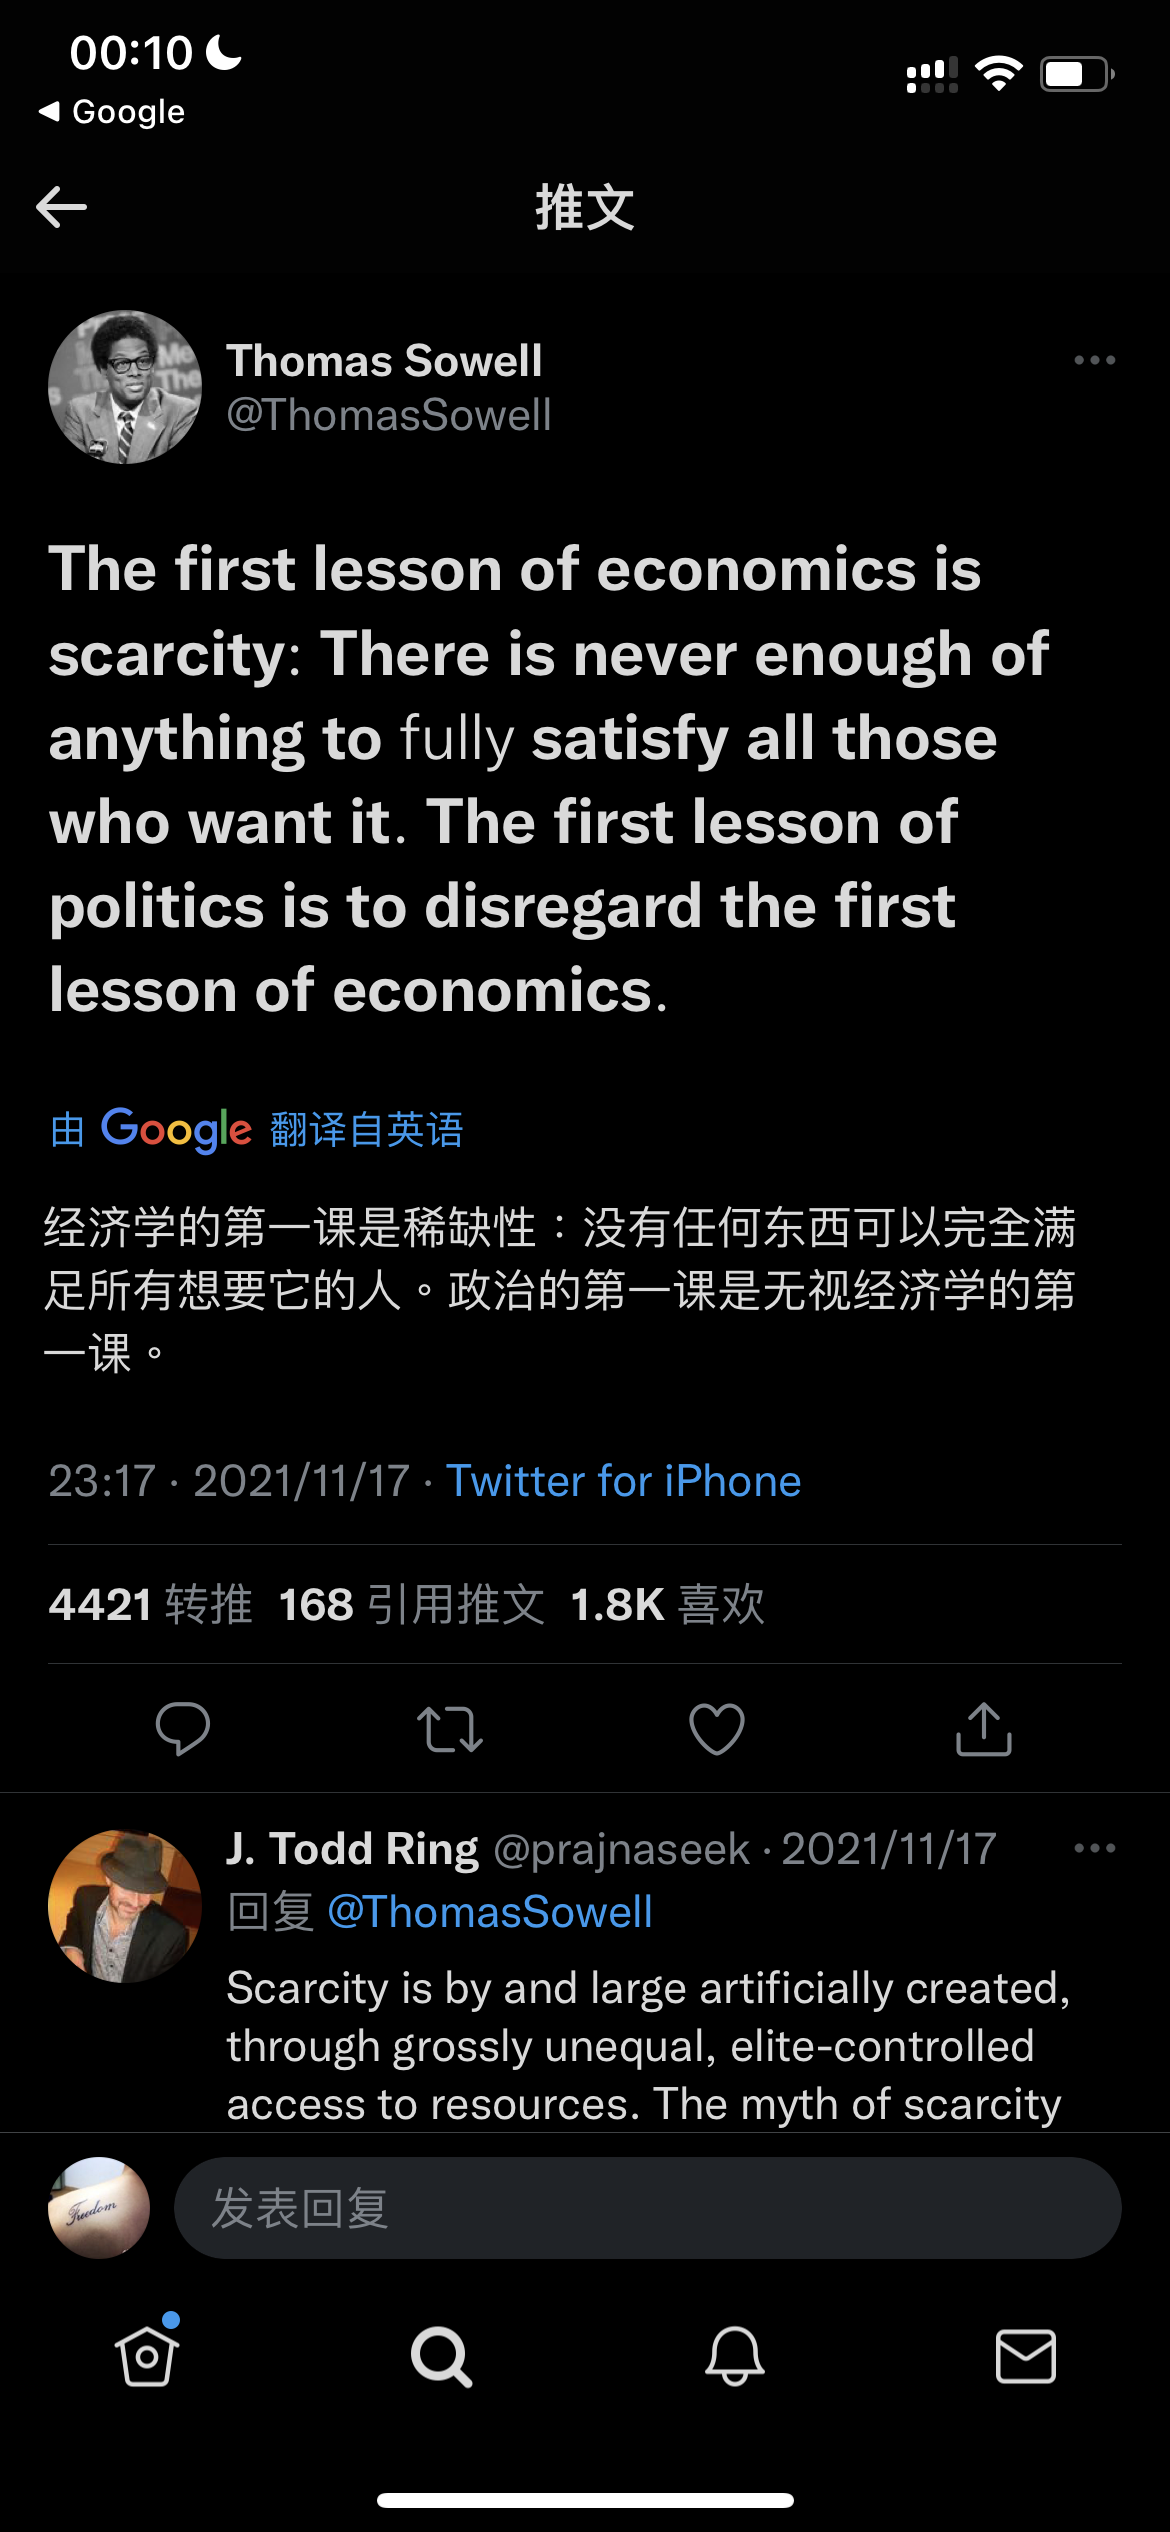 00:10
Google
推文
Thomas Sowell
@ThomasSowell
The first lesson of economics is
scarcity: There is never enough of
anything to fully satisfy all those
who want it. The first lesson of
politics is to disregard the first
lesson of economics.
由 Google 翻译自英语
经济学的第一课是稀缺性：没有任何东西可以完全满
足所有想要它的人。政治的第一课是无视经济学的第
一课。
23:17 · 2021/11/17 · Twitter for iPhone
4421 转推 168 引用推文 1.8K 喜欢
J. Todd Ring @prajnaseek · 2021/11/17
回复 @ThomasSowell
Scarcity is by and large artificially created,
through grossly unequal, elite-controlled
access to resources. The myth of scarcity
Freedom
发表回复